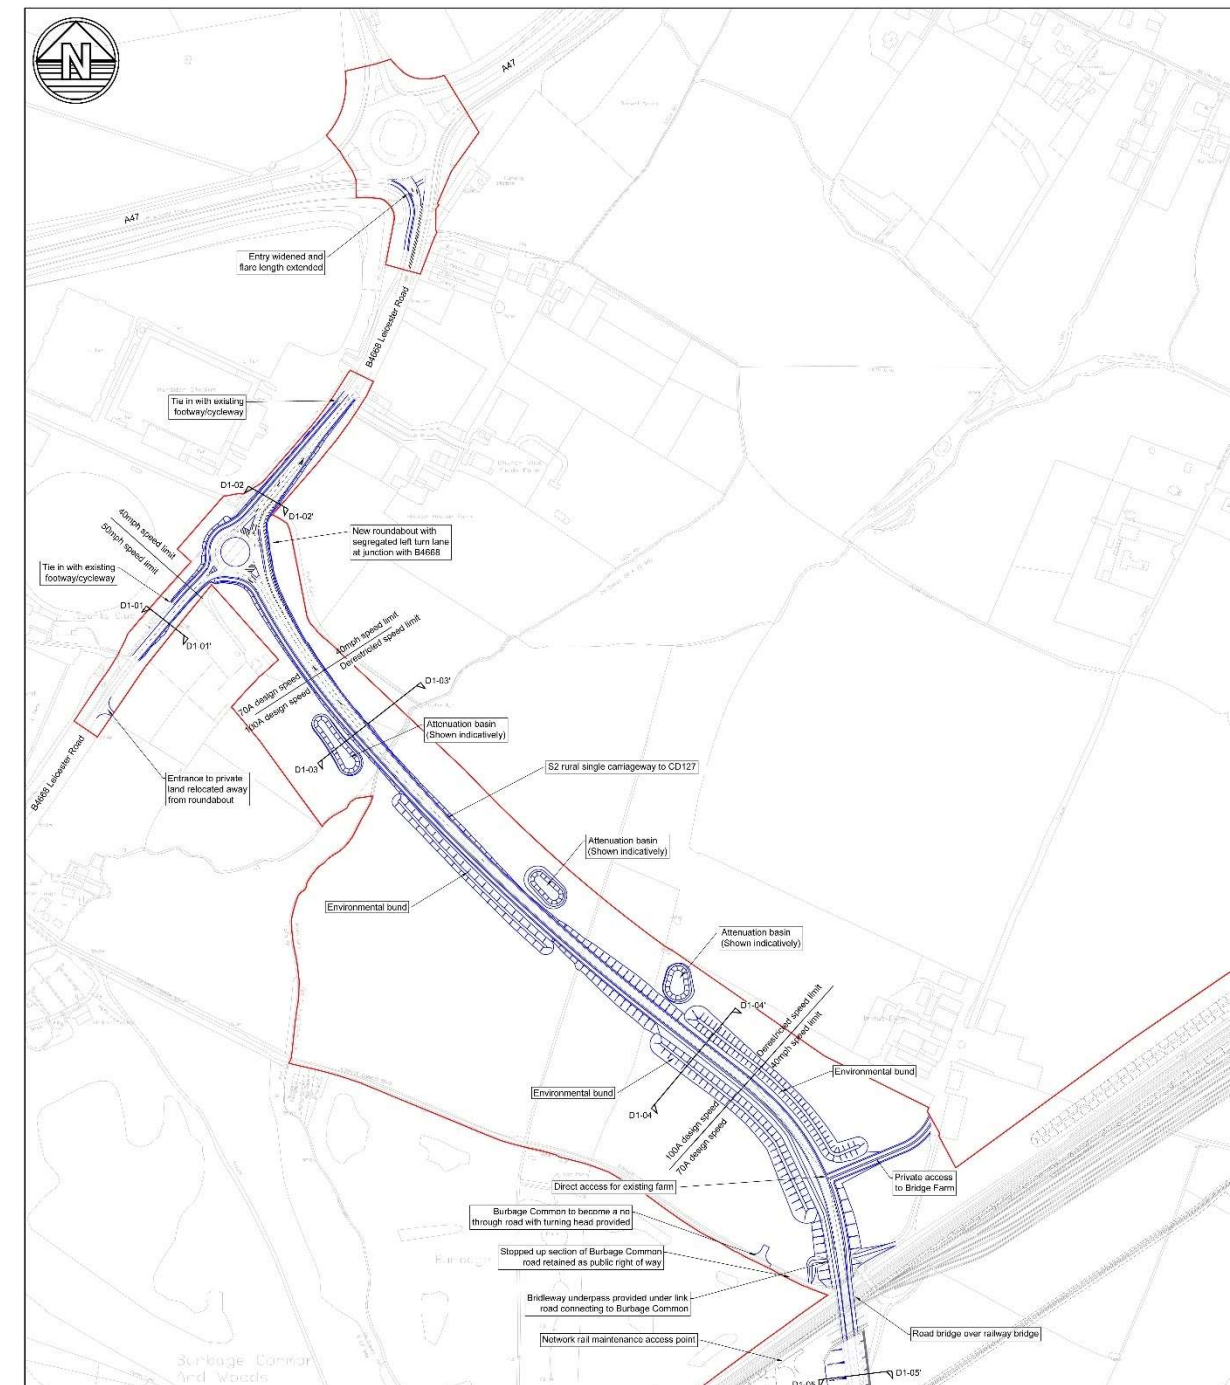 N
A47
A47
Entry widened and
flare length extended
B4668 Leicester Road
Tie in with existing
footway/cycleway
D1-02
D1-02'
New roundabout with
segregated left turn lane
at junction with B4668
40mph speed limit
50mph speed limit
Tie in with existing
footway/cycleway
D1-01
D1-01'
40mph speed limit
Derestricted speed limit
70A design speed
100A design speed
D1-03'
D1-03
Attenuation basin
(Shown indicatively)
B4668 Leicester Road
Entrance to private
land relocated away
from roundabout
S2 rural single carriageway to CD127
Attenuation basin
(Shown indicatively)
Environmental bund
Attenuation basin
(Shown indicatively)
D1-04'
Derestricted speed limit
40mph speed limit
Environmental bund
Environmental bund
D1-04
100A design speed
70A design speed
Direct access for existing farm
Private access
to Bridge Farm
Burbage Common to become a no
through road with turning head provided
Stopped up section of Burbage Common
road retained as public right of way
Bridleway underpass provided under link
road connecting to Burbage Common
Network rail maintenance access point
Road bridge over railway bridge
Burbage Common
And Woods
D1-05'
D1-05